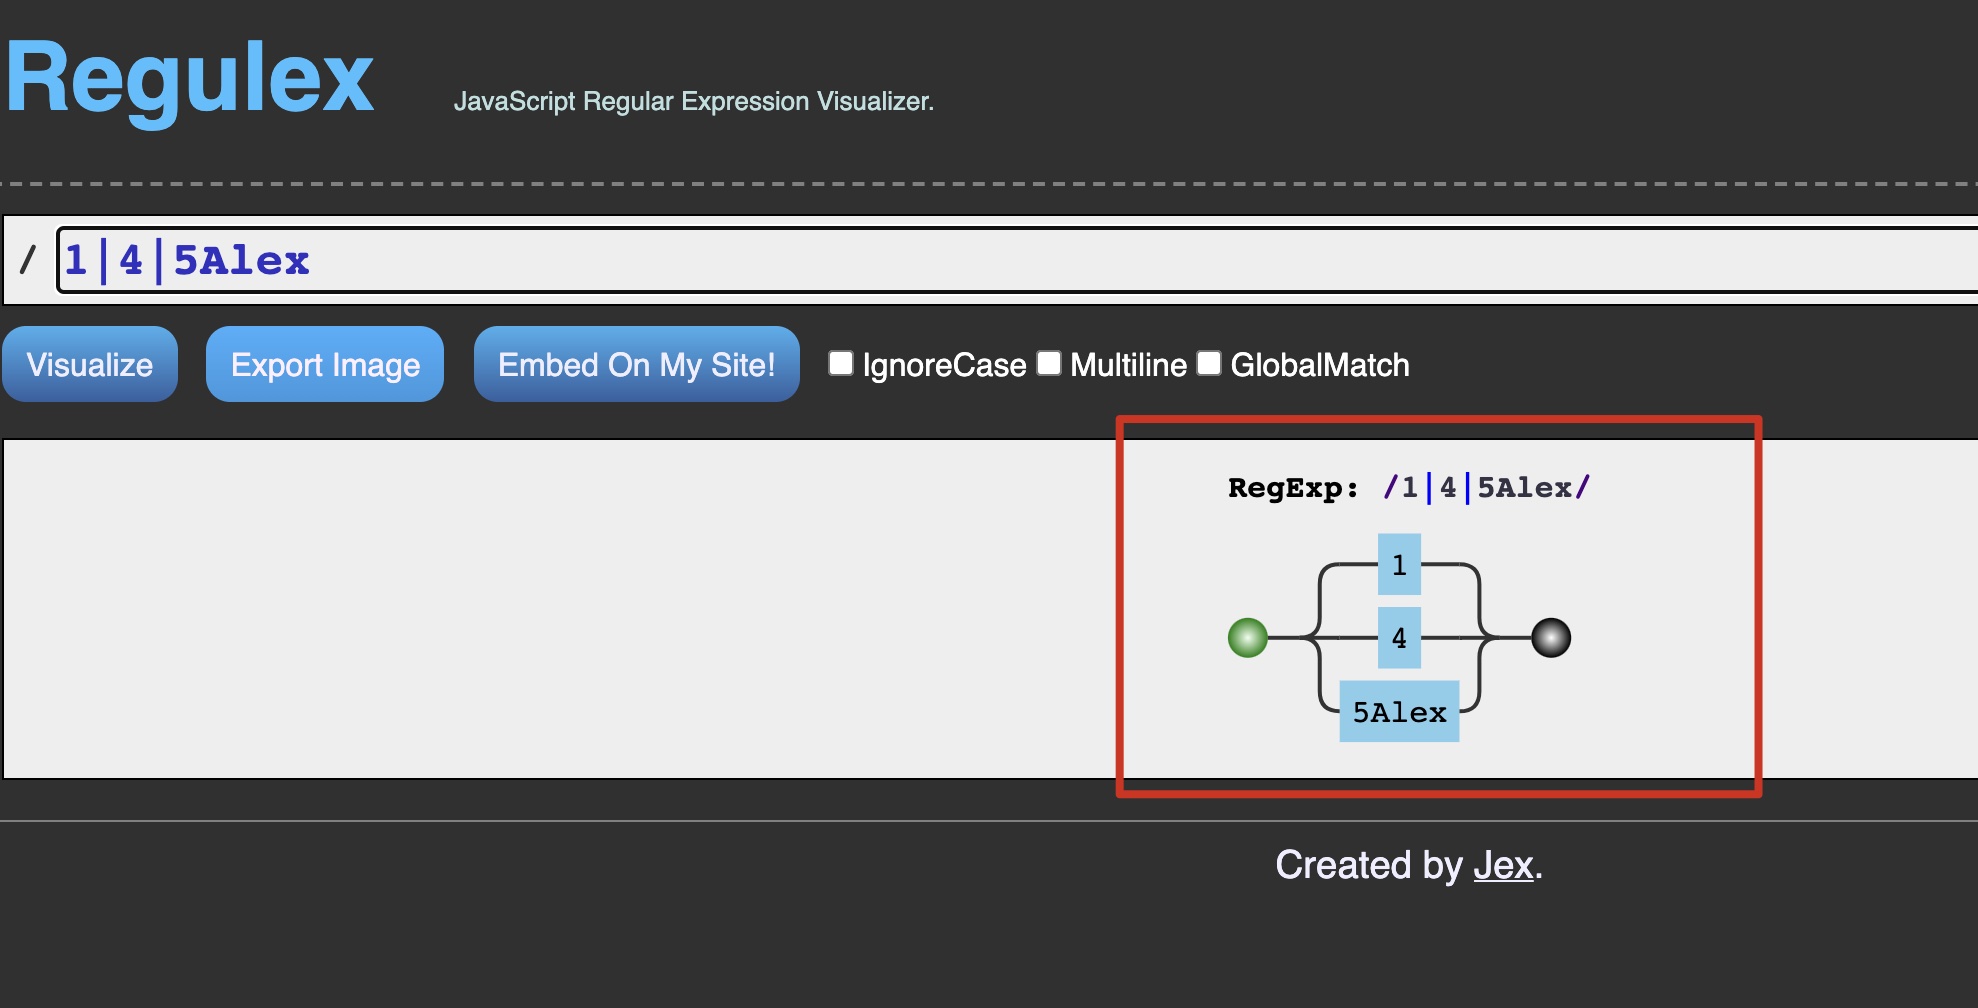 Regulex JavaScript Regular Expression Visualizer.
/ 1|4|5Alex
Visualize Export Image Embed On My Site! IgnoreCase Multiline GlobalMatch
RegExp: /1|4|5Alex/
1
4
5Alex
Created by Jex.